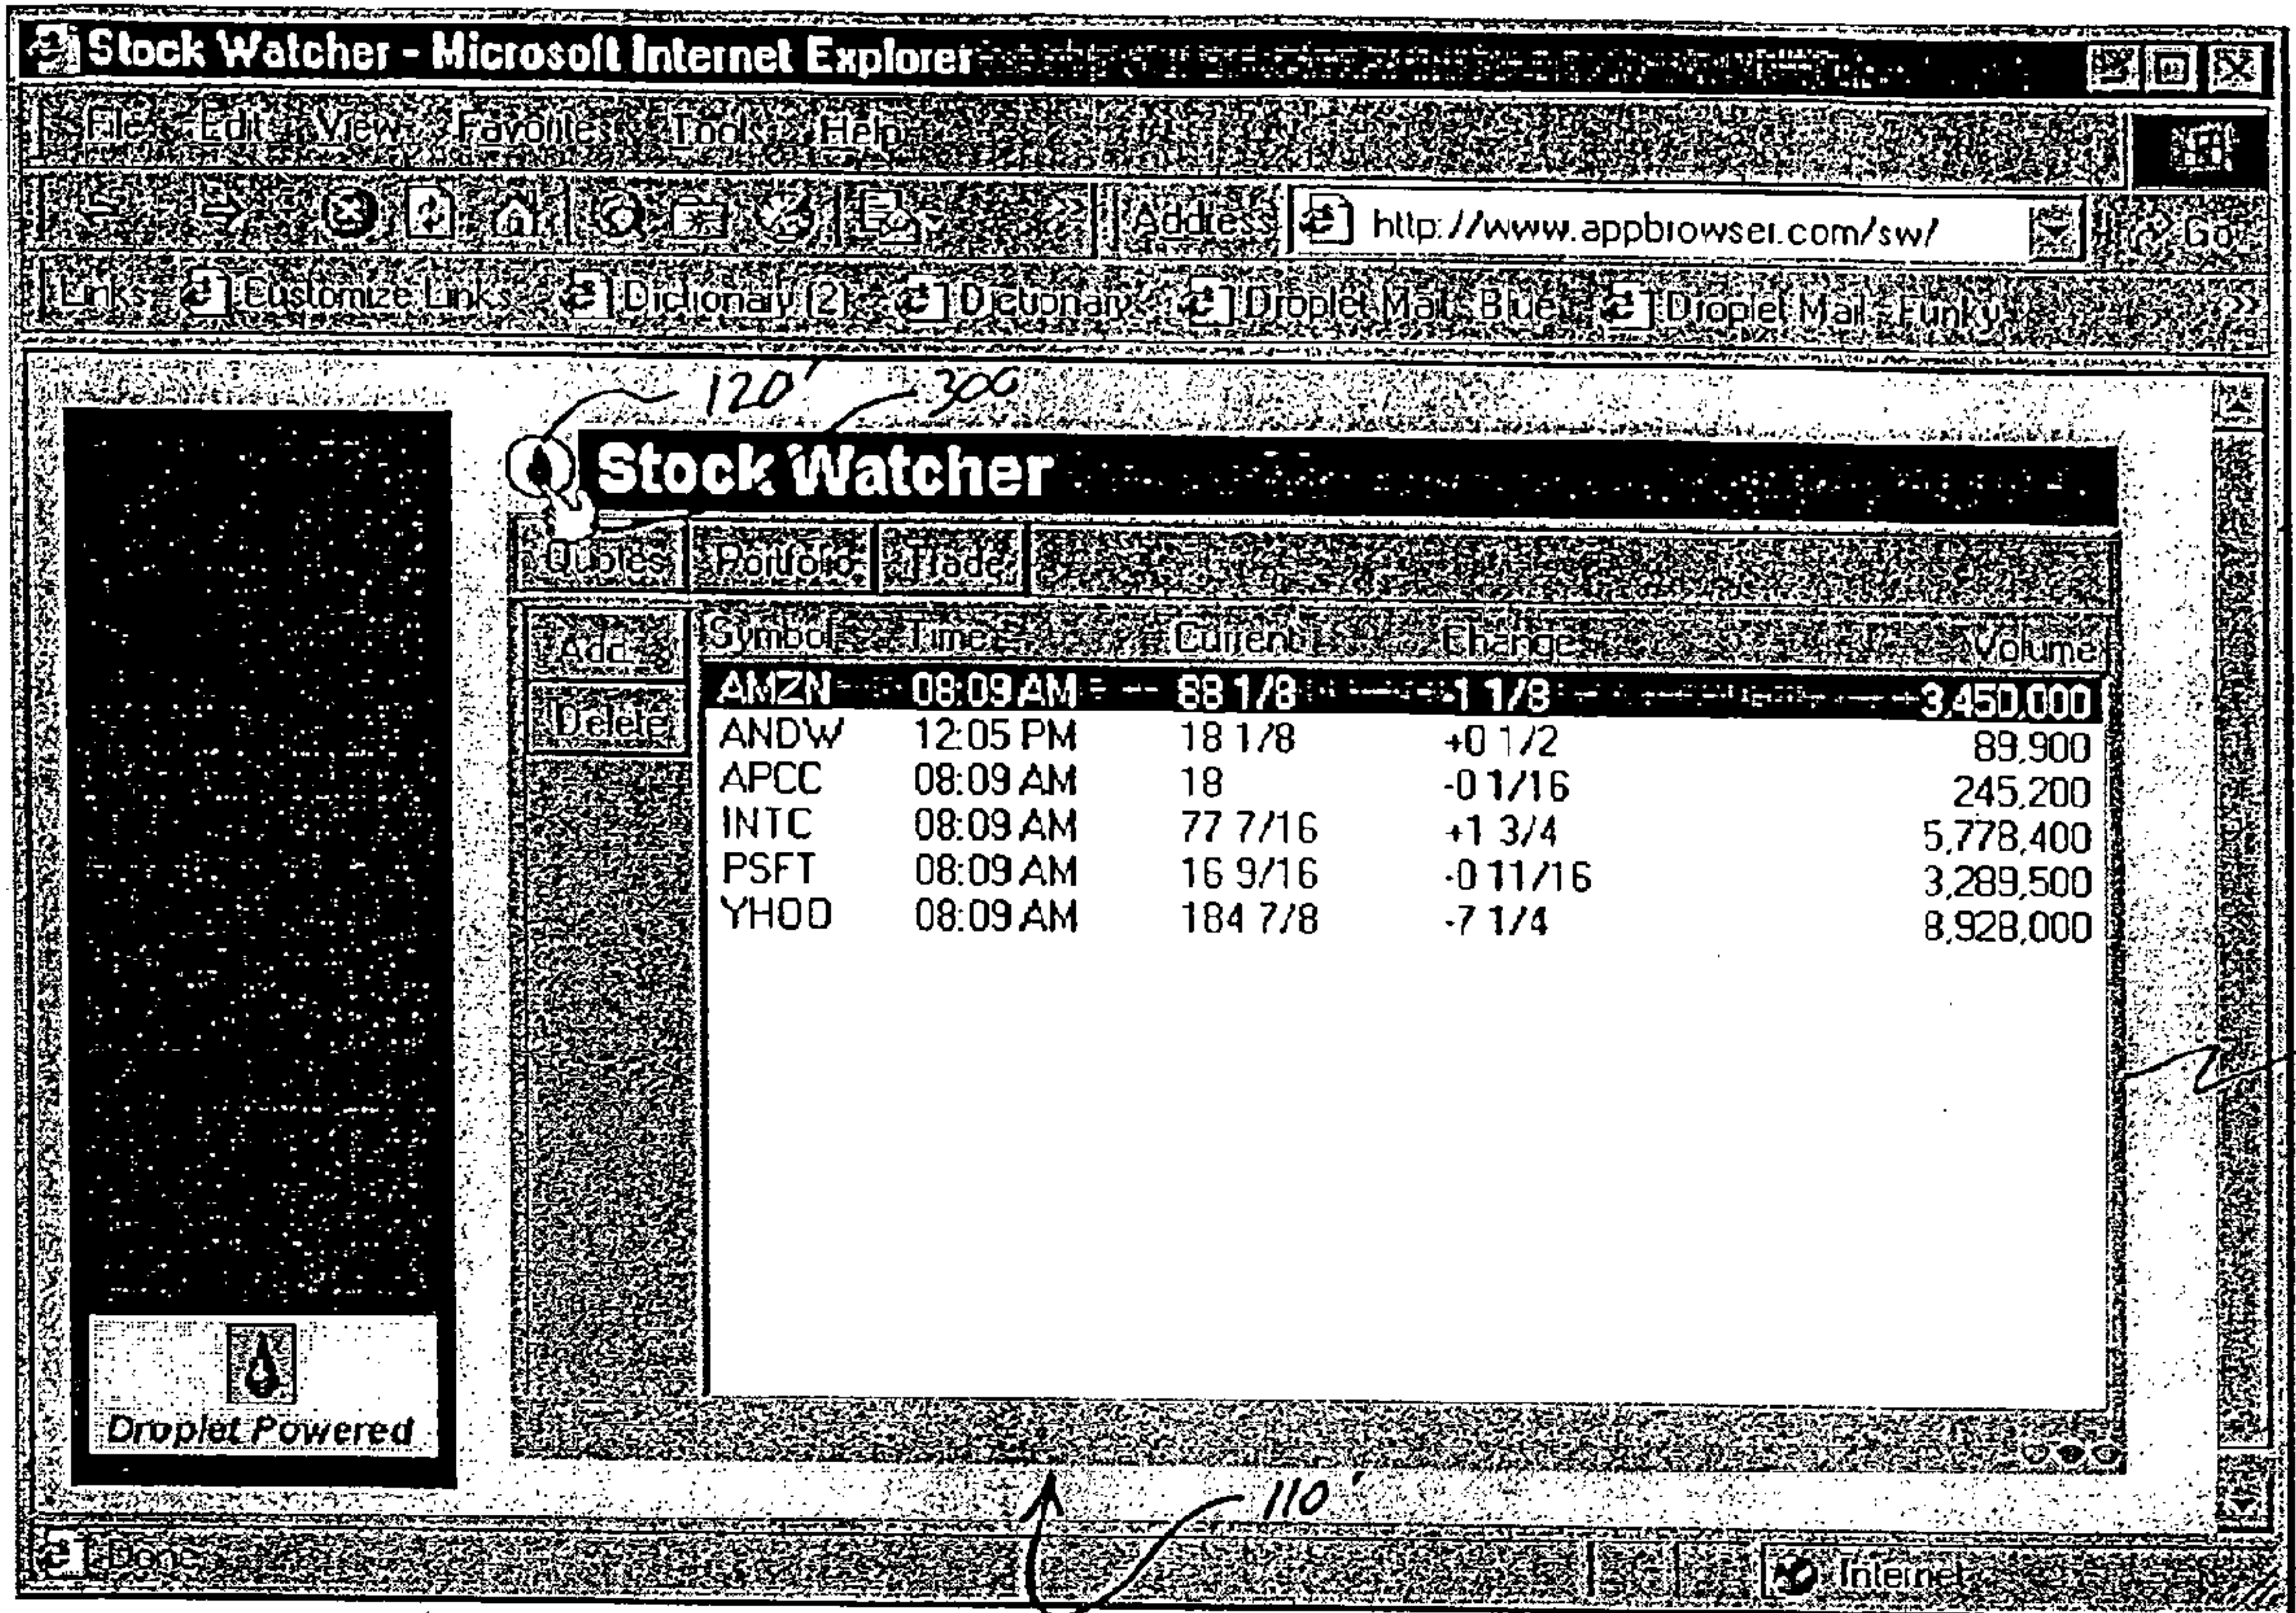 Stock Watcher - Microsoft Internet Explorer
File Edit View Favorites Tools Help
Address http://www.appbrowser.com/sw/ Go
Links Customize Links Dictionary (2) Dictionary Droplet Mail - Blue Droplet Mail - Funky
120' 300
Stock Watcher
Quotes Portfolio Trade
Add Symbol Time Current Change Volume
Delete
AMZN 08:09 AM 88 1/8 -1 1/8 3,450,000
ANDW 12:05 PM 18 1/8 +0 1/2 89,900
APCC 08:09 AM 18 -0 1/16 245,200
INTC 08:09 AM 77 7/16 +1 3/4 5,778,400
PSFT 08:09 AM 16 9/16 -0 11/16 3,289,500
YHOO 08:09 AM 184 7/8 -7 1/4 8,928,000
Droplet Powered
110'
Done Internet